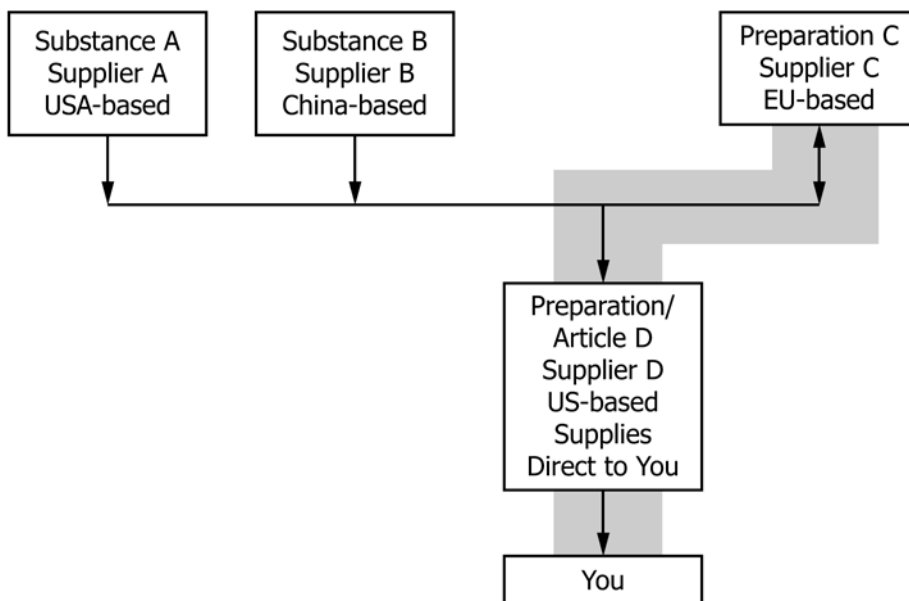 Substance A
Supplier A
USA-based
Substance B
Supplier B
China-based
Preparation C
Supplier C
EU-based
Preparation/
Article D
Supplier D
US-based
Supplies
Direct to You
You